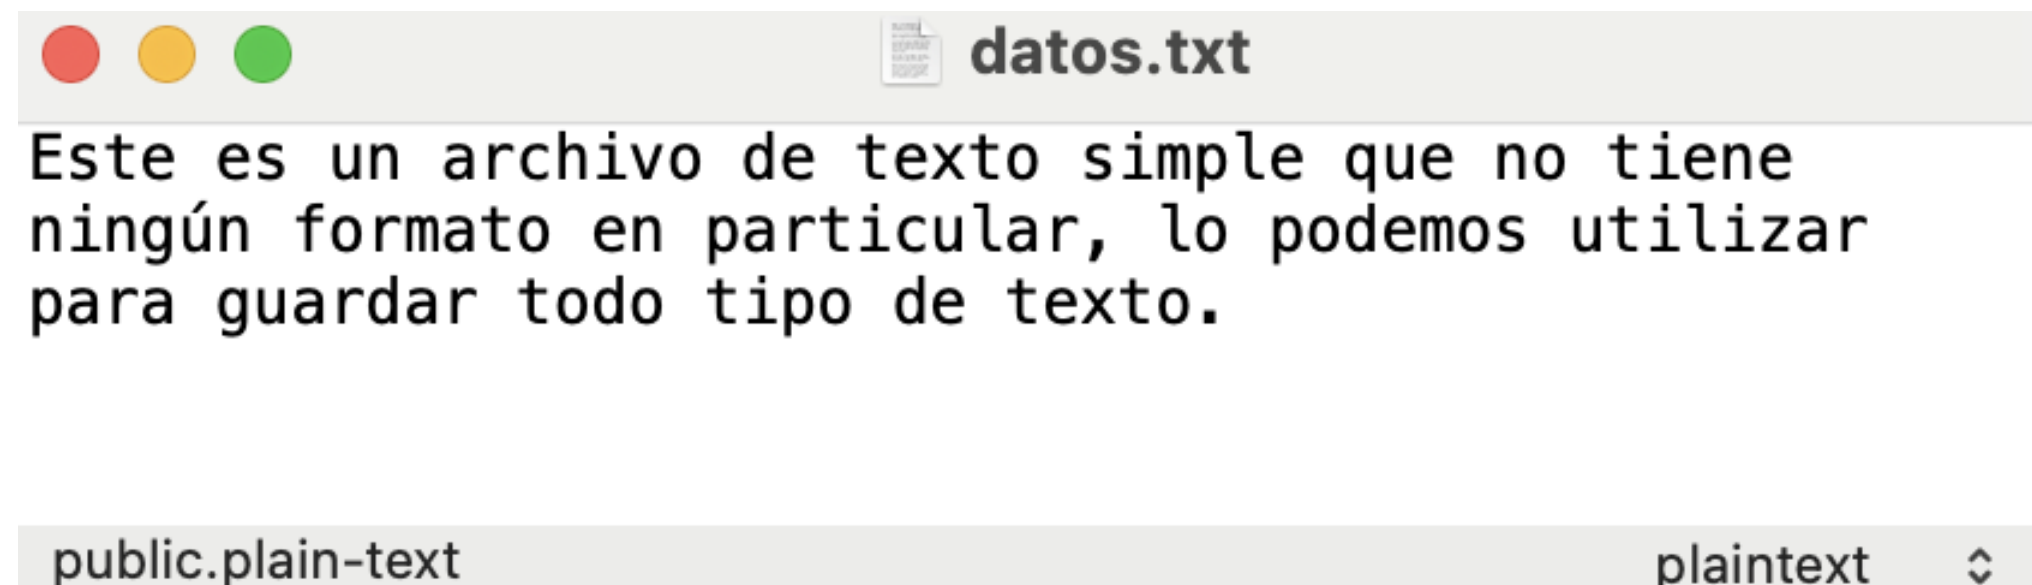 datos.txt
Este es un archivo de texto simple que no tiene
ningún formato en particular, lo podemos utilizar
para guardar todo tipo de texto.
public.plain-text
plaintext